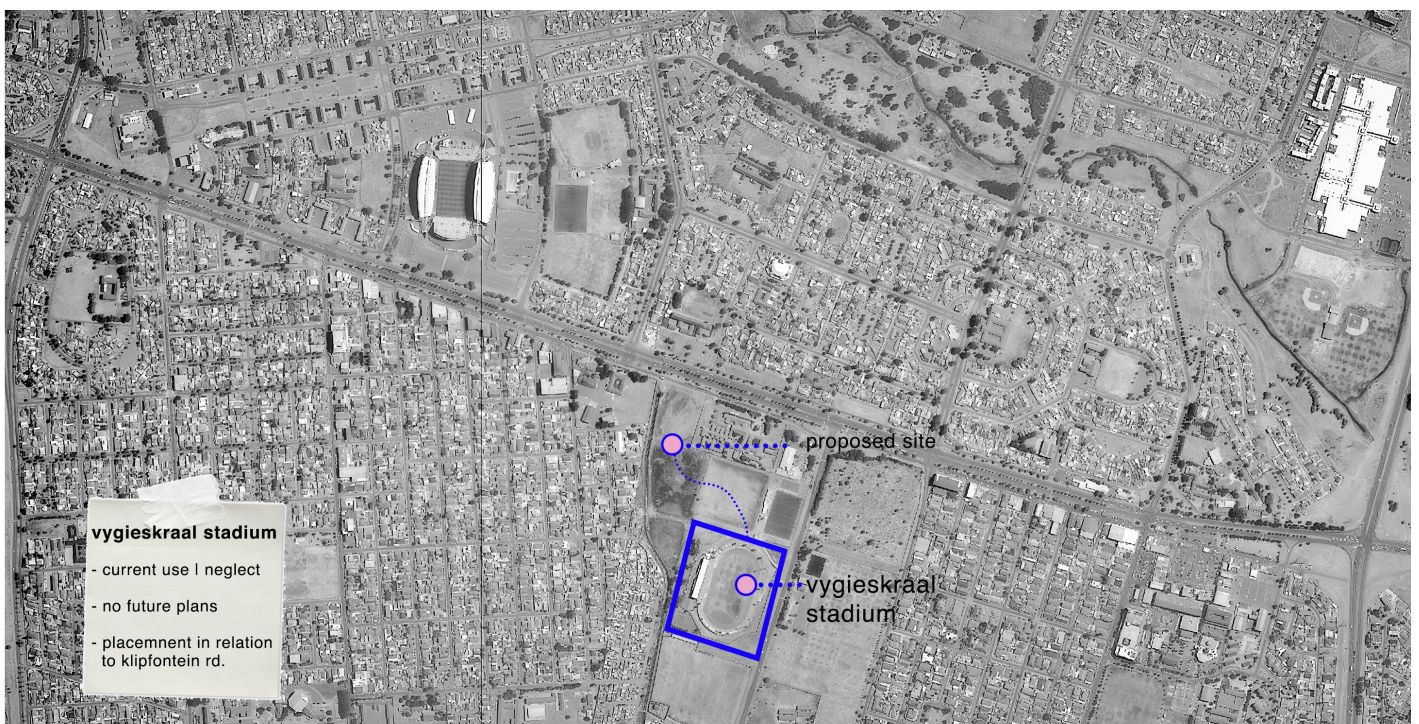 proposed site
vygieskraal stadium
- current use | neglect
- no future plans
- placemnent in relation
to klipfontein rd.
vygieskraal
stadium